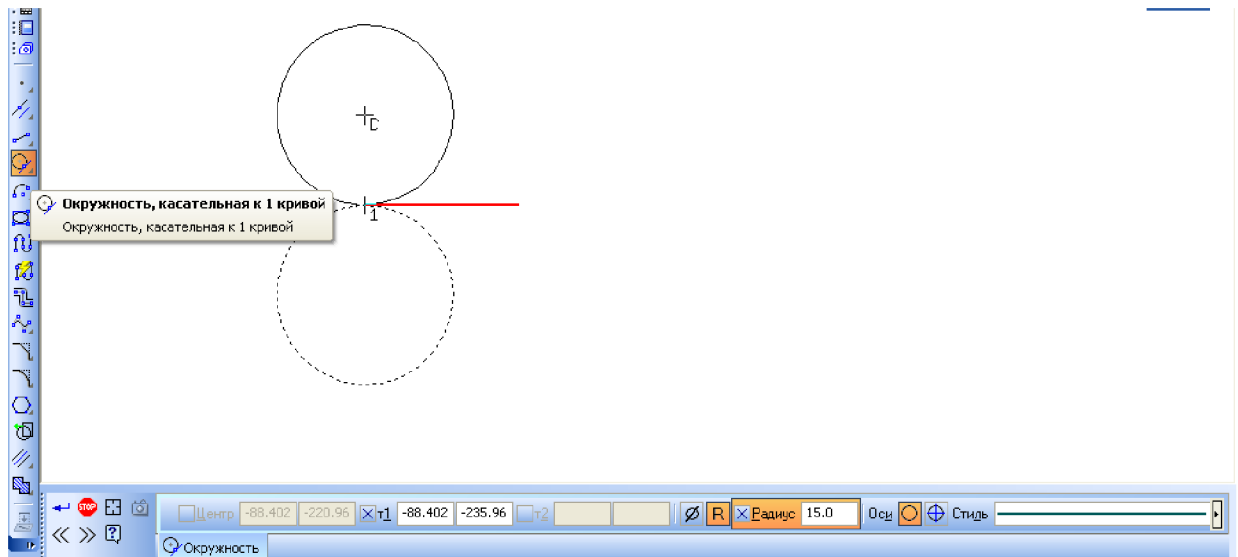 C
1
Окружность, касательная к 1 кривой
Окружность, касательная к 1 кривой
STOP
Центр -88.402 -220.96 т1 -88.402 -235.96 т2 Ø R Радиус 15.0 Оси Стиль
Окружность